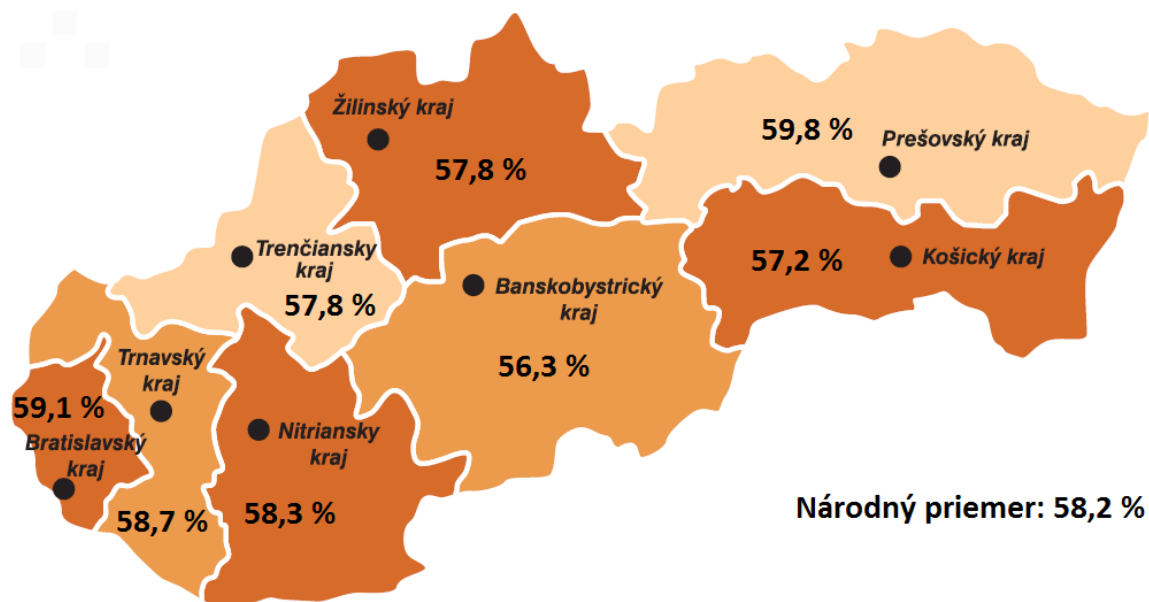 Žilinský kraj
57,8 %
59,8 %
Prešovský kraj
Trenčiansky
kraj
57,8 %
Banskobystrický
kraj
56,3 %
57,2 %
Košický kraj
Trnavský
kraj
58,7 %
59,1 %
Bratislavský
kraj
Nitriansky
kraj
58,3 %
Národný priemer: 58,2 %